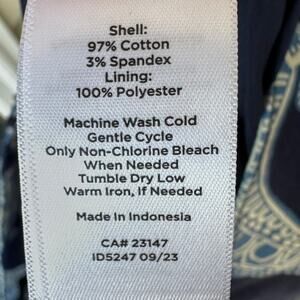 Shell:
97% Cotton
3% Spandex
Lining:
100% Polyester
Machine Wash Cold
Gentle Cycle
Only Non-Chlorine Bleach
When Needed
Tumble Dry Low
Warm Iron, If Needed
Made in Indonesia
CA# 23147
ID5247 09/23